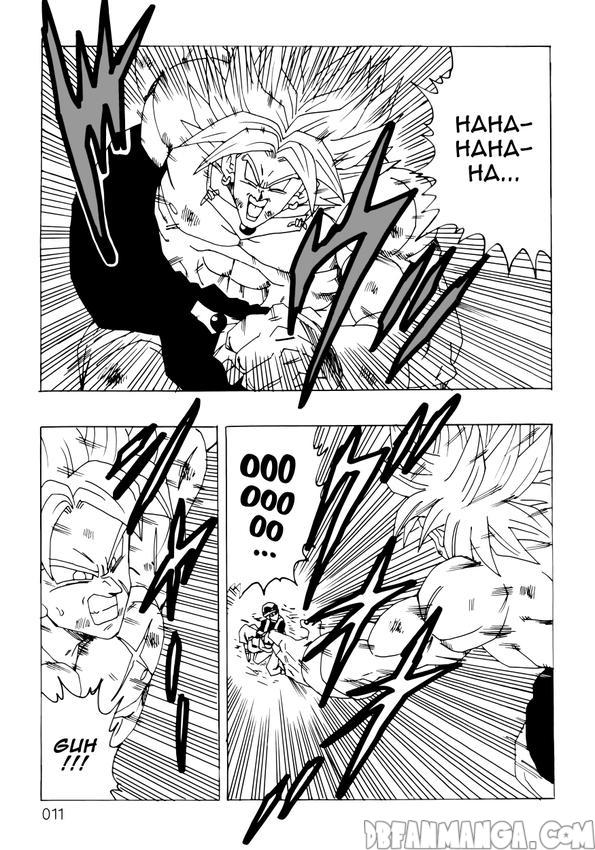 HAHA-
HAHA-
HA...
OOO
OOO
OO
...
GUH
!!!
011
DBFANMANGA.COM